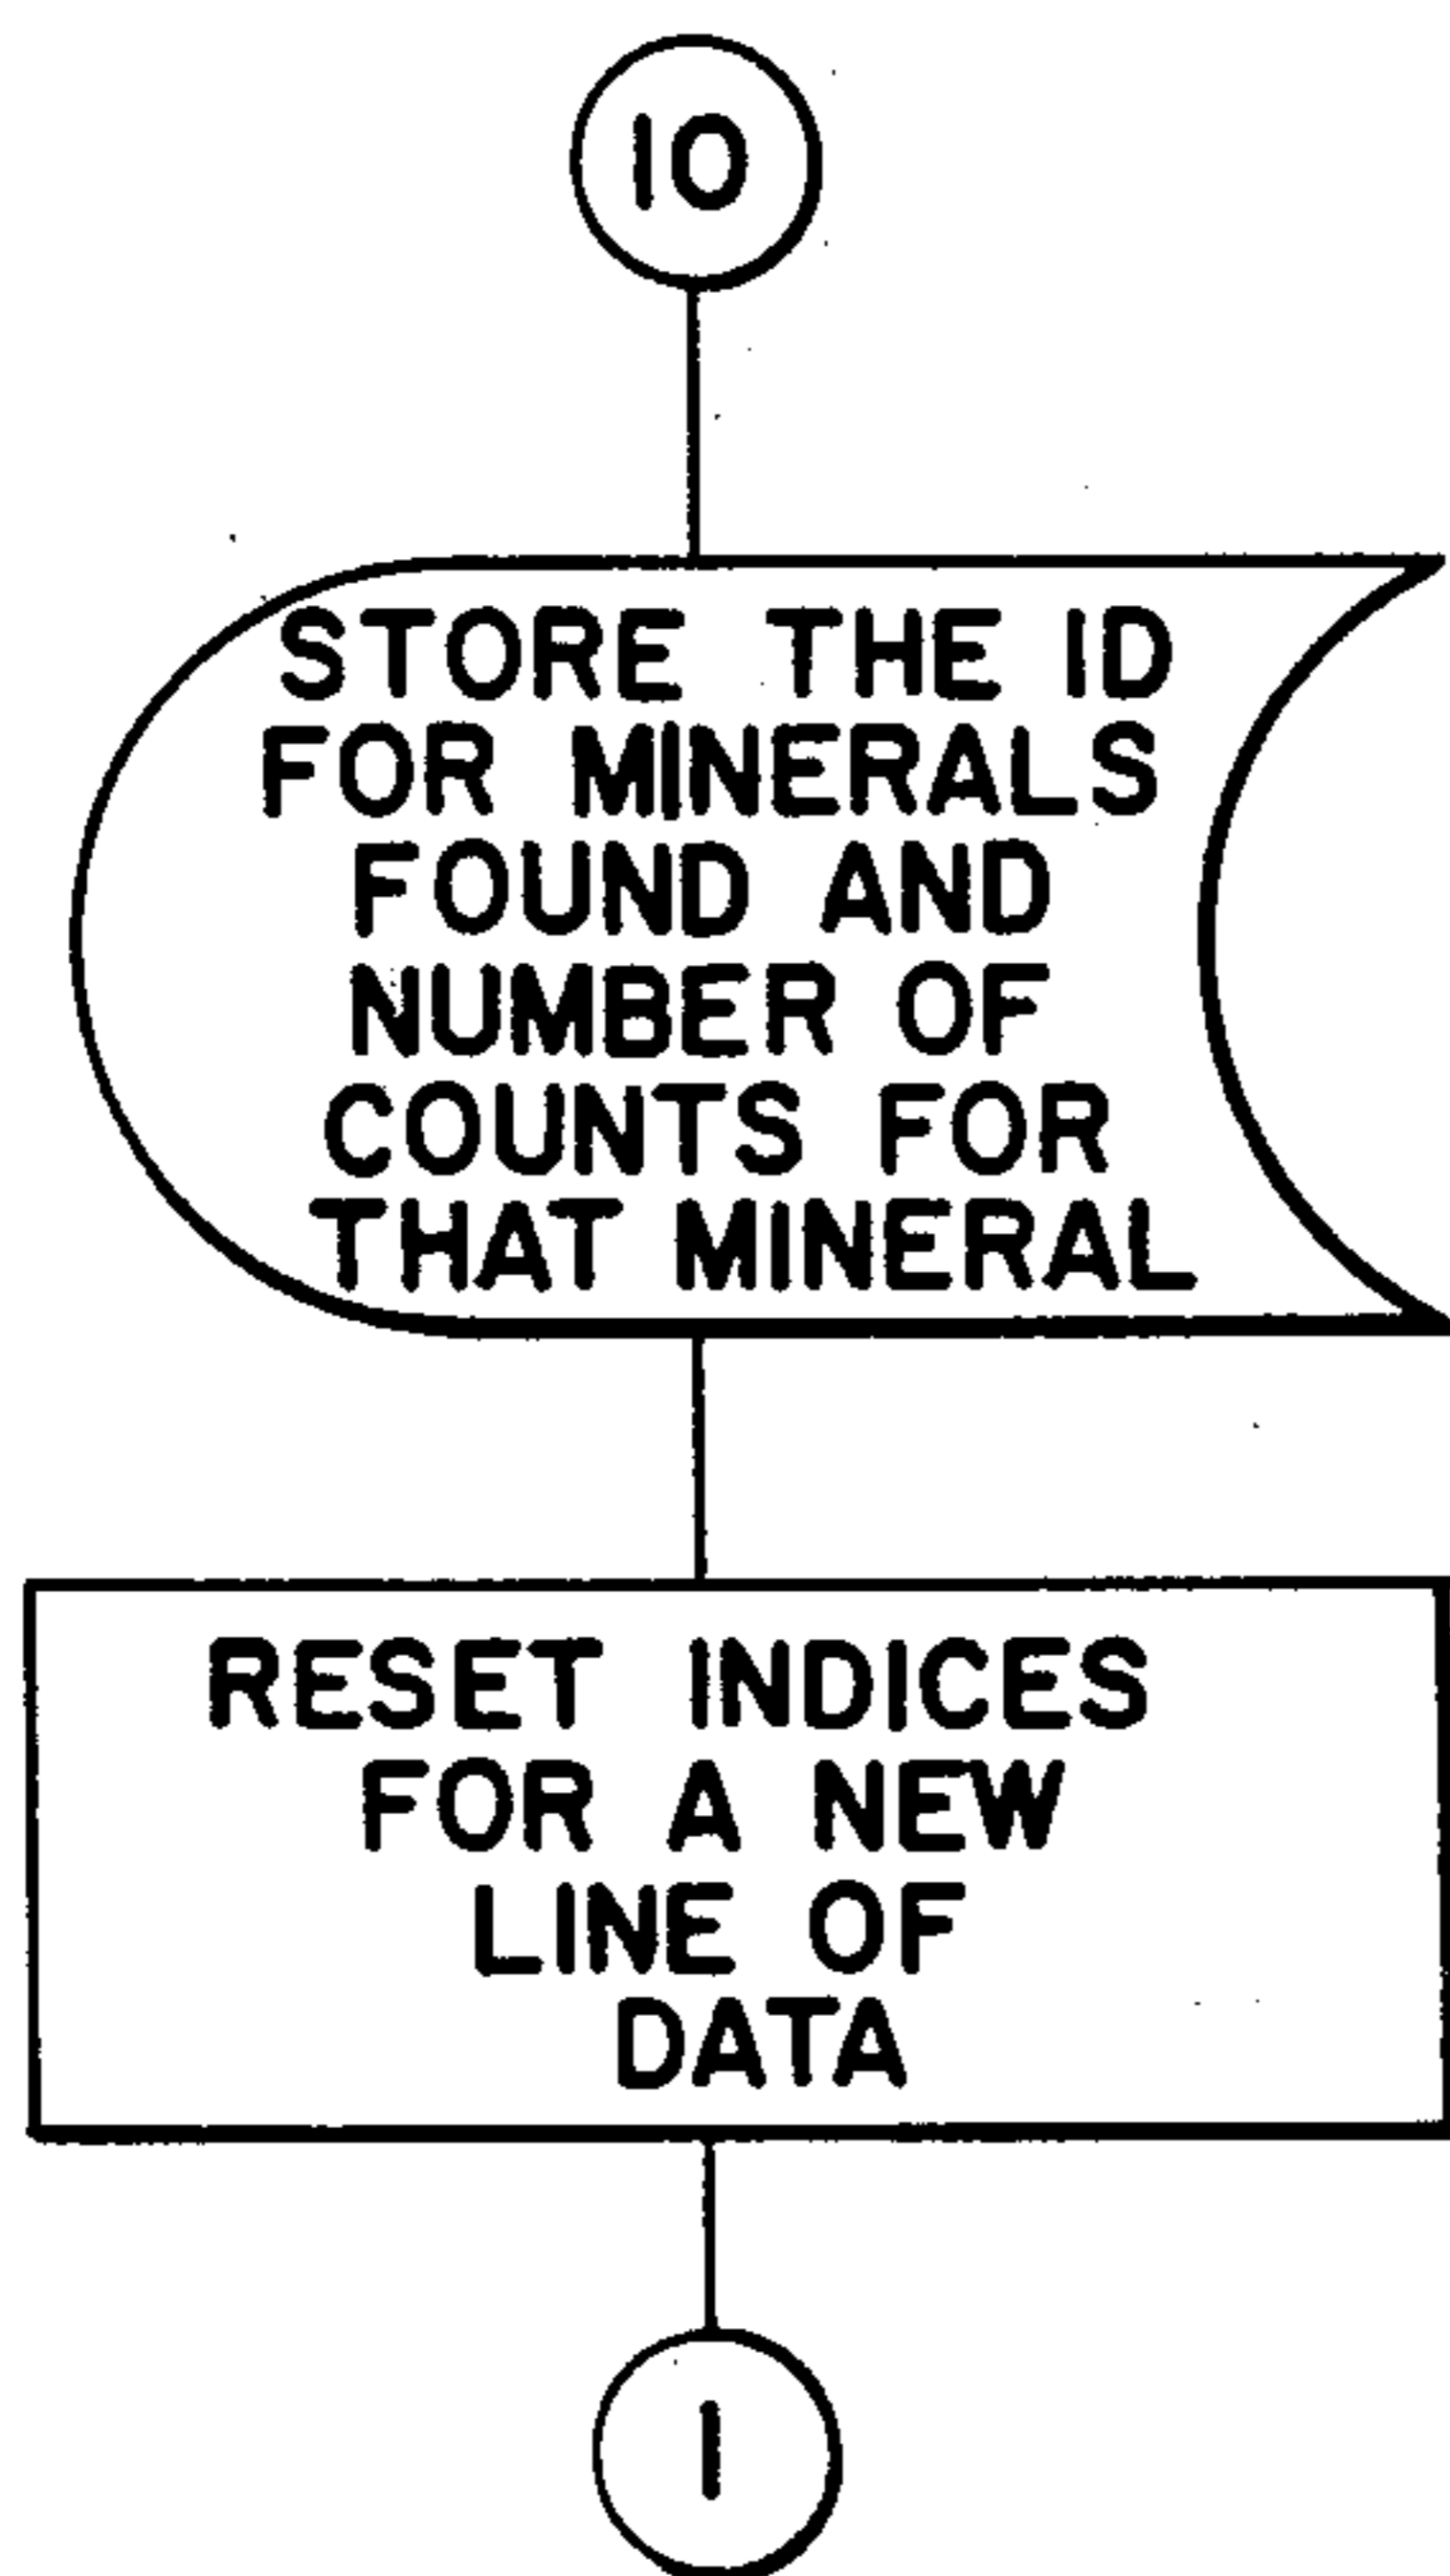 10
STORE THE ID
FOR MINERALS
FOUND AND
NUMBER OF
COUNTS FOR
THAT MINERAL
RESET INDICES
FOR A NEW
LINE OF
DATA
1